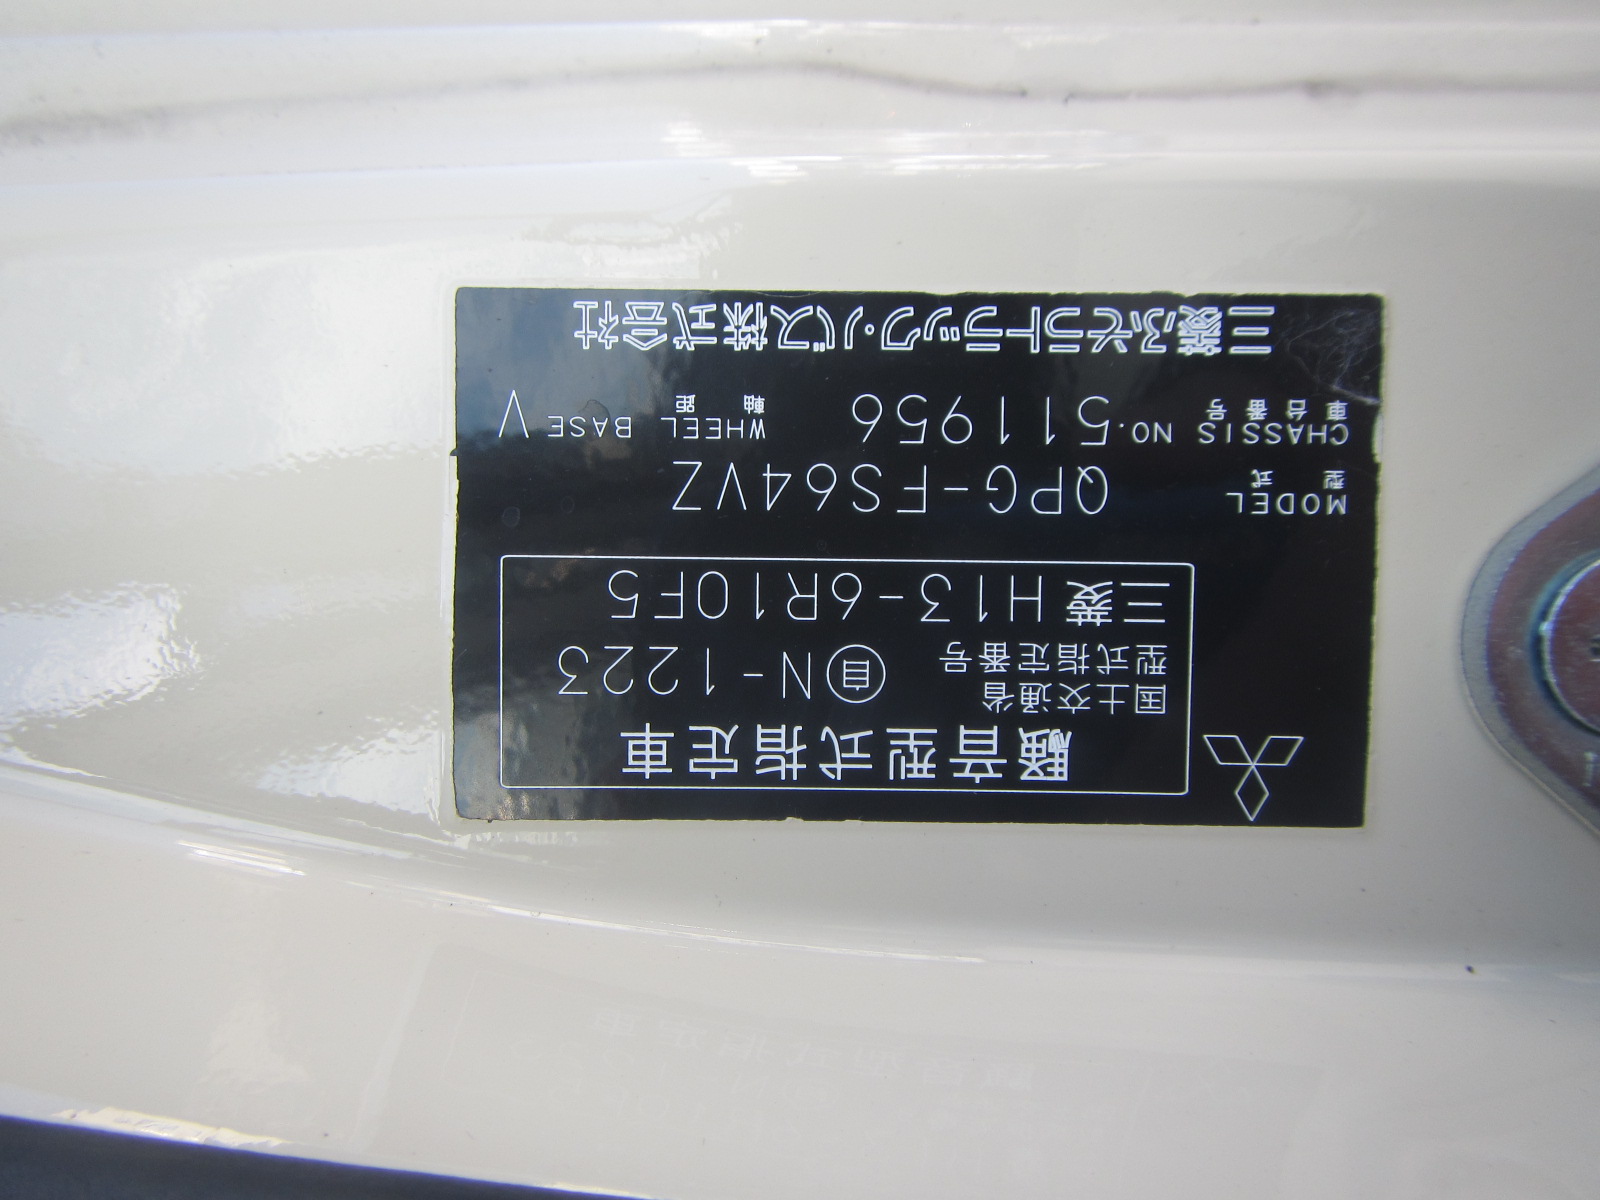 騒音型式指定車
国土交通省
型式指定番号 自N-1223
三菱 H13-6R10F5
型式
MODEL QPG-FS64VZ
車台番号 軸距
CHASSIS NO. 511956 WHEEL BASE V
三菱ふそうトラック・バス株式会社